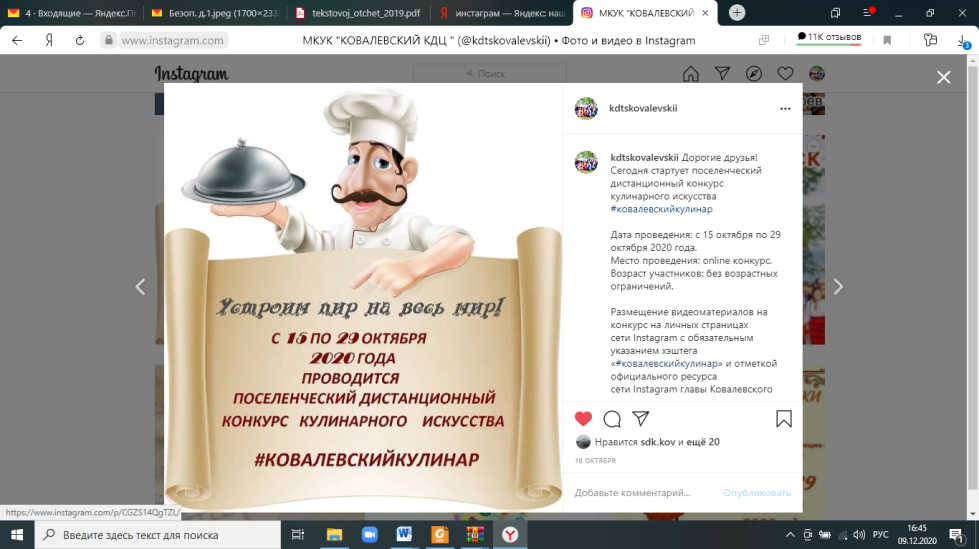 4 · Входящие — Яндекс.По
Безоп. д.1.jpeg (1700×233
tekstovoj_otchet_2019.pdf
инстаграм — Яндекс: наш
МКУК "КОВАЛЕВСКИЙ
www.instagram.com
МКУК "КОВАЛЕВСКИЙ КДЦ " (@kdtskovalevskii) • Фото и видео в Instagram
11K отзывов
Instagram
Поиск
kdtskovalevskii
kdtskovalevskii Дорогие друзья!
Сегодня стартует поселенческий
дистанционный конкурс
кулинарного искусства
#ковалевскийкулинар
Дата проведения: с 15 октября по 29
октября 2020 года.
Место проведения: online конкурс.
Возраст участников: без возрастных
ограничений.
Размещение видеоматериалов на
конкурс на личных страницах
сети Instagram с обязательным
указанием хэштега
«#ковалевскийкулинар» и отметкой
официального ресурса
сети Instagram главы Ковалевского
Устроим пир на весь мир!
С 15 ПО 29 ОКТЯБРЯ
2020 ГОДА
ПРОВОДИТСЯ
ПОСЕЛЕНЧЕСКИЙ ДИСТАНЦИОННЫЙ
КОНКУРС КУЛИНАРНОГО ИСКУССТВА
#КОВАЛЕВСКИЙКУЛИНАР
Нравится sdk.kov и ещё 20
16 ОКТЯБРЯ
Добавьте комментарий...
Опубликовать
https://www.instagram.com/p/CGZS14QgTZL/
Введите здесь текст для поиска
РУС
16:45
09.12.2020